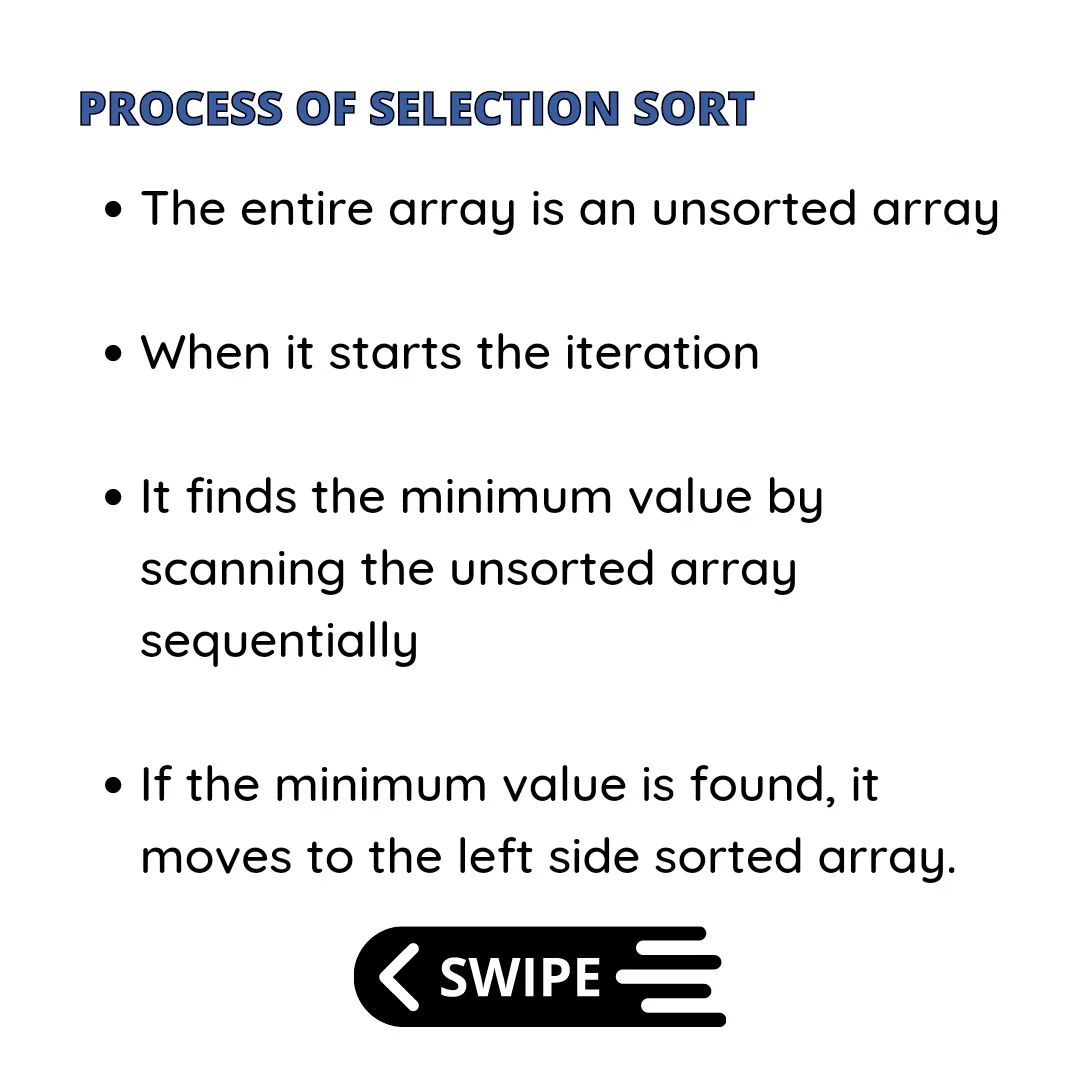 PROCESS OF SELECTION SORT
• The entire array is an unsorted array
• When it starts the iteration
• It finds the minimum value by
scanning the unsorted array
sequentially
• If the minimum value is found, it
moves to the left side sorted array.
SWIPE